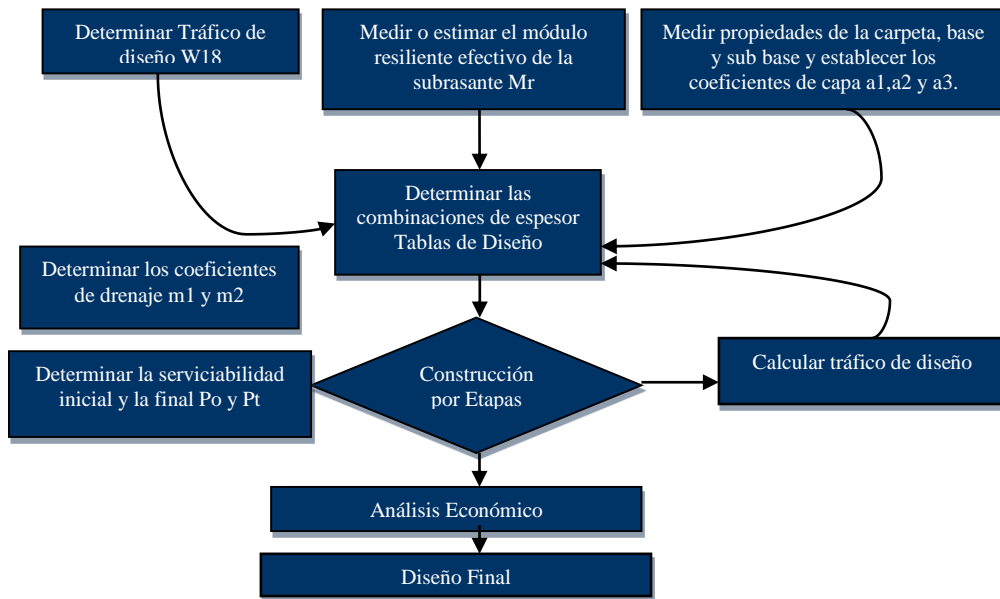 Determinar Tráfico de
diseño W18
Medir o estimar el módulo
resiliente efectivo de la
subrasante Mr
Medir propiedades de la carpeta, base
y sub base y establecer los
coeficientes de capa a1,a2 y a3.
Determinar las
combinaciones de espesor
Tablas de Diseño
Determinar los coeficientes
de drenaje m1 y m2
Determinar la serviciabilidad
inicial y la final Po y Pt
Construcción
por Etapas
Calcular tráfico de diseño
Análisis Económico
Diseño Final